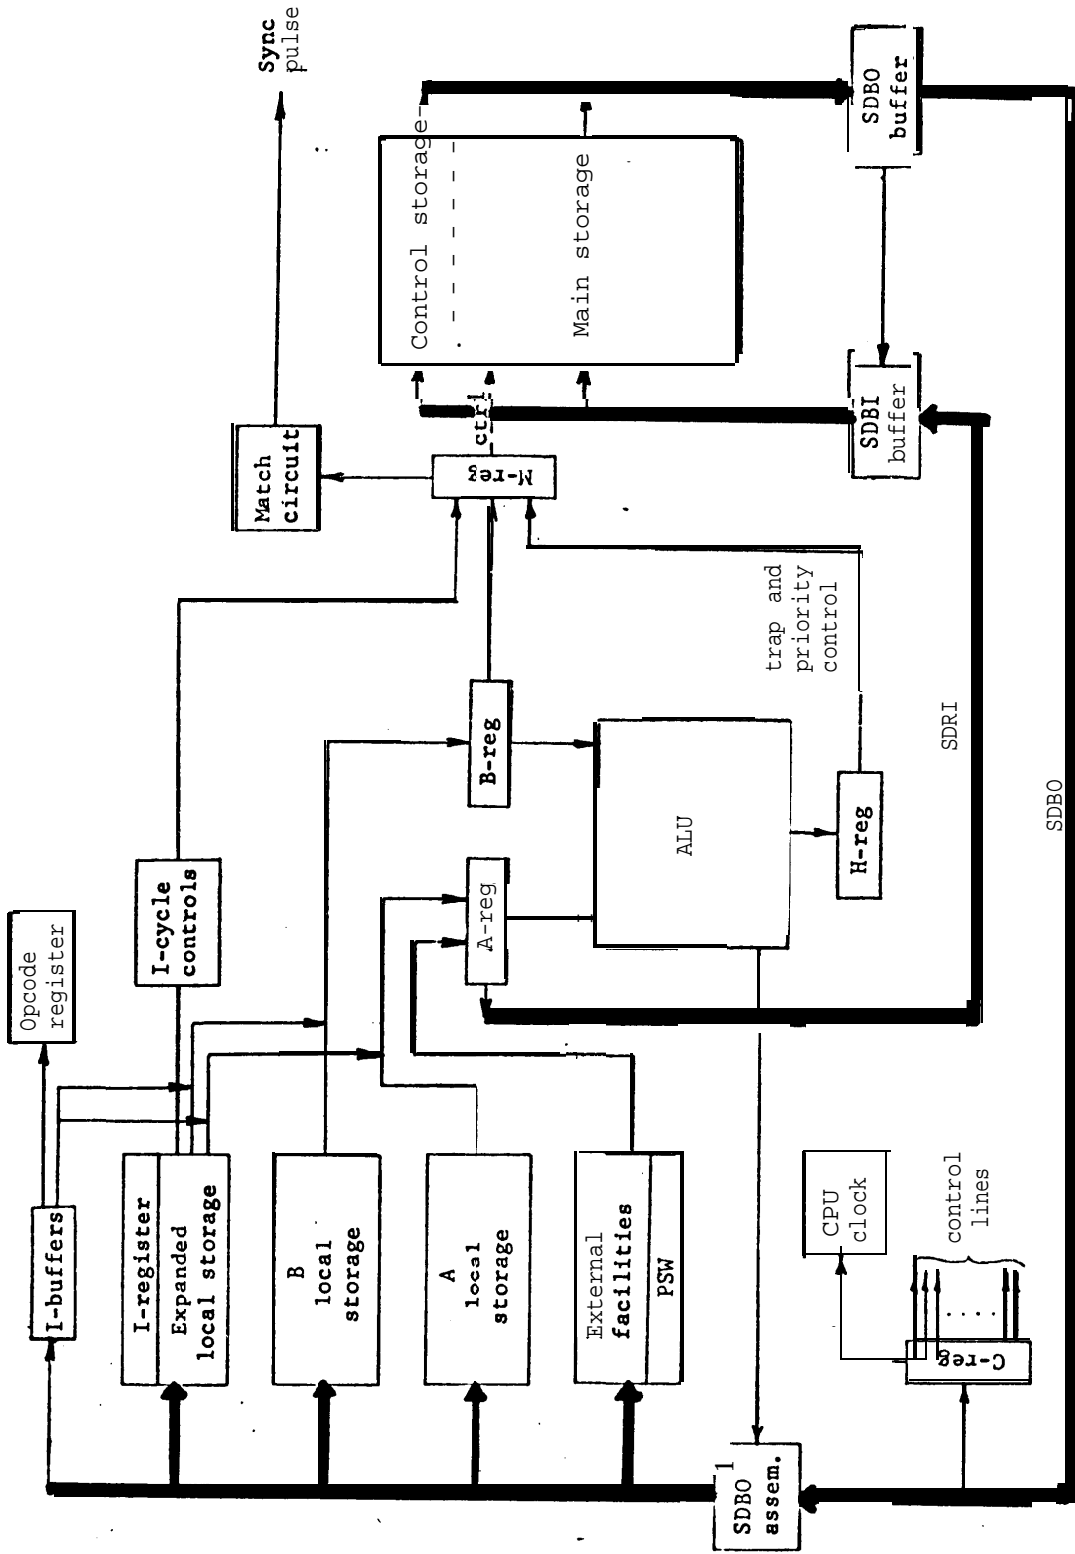 Sync
pulse
Control storage
Main storage
SDBO
buffer
Match
circuit
ctrl
M-reg
SDBI
buffer
trap and
priority
control
B-reg
SDRI
I-cycle
controls
A-reg
ALU
H-reg
SDBO
Opcode
register
I-buffers
I-register
Expanded
local storage
B
local
storage
A
local
storage
External
facilities
PSW
CPU
clock
control
lines
C-reg
. . . .
SDBO 1
assem.